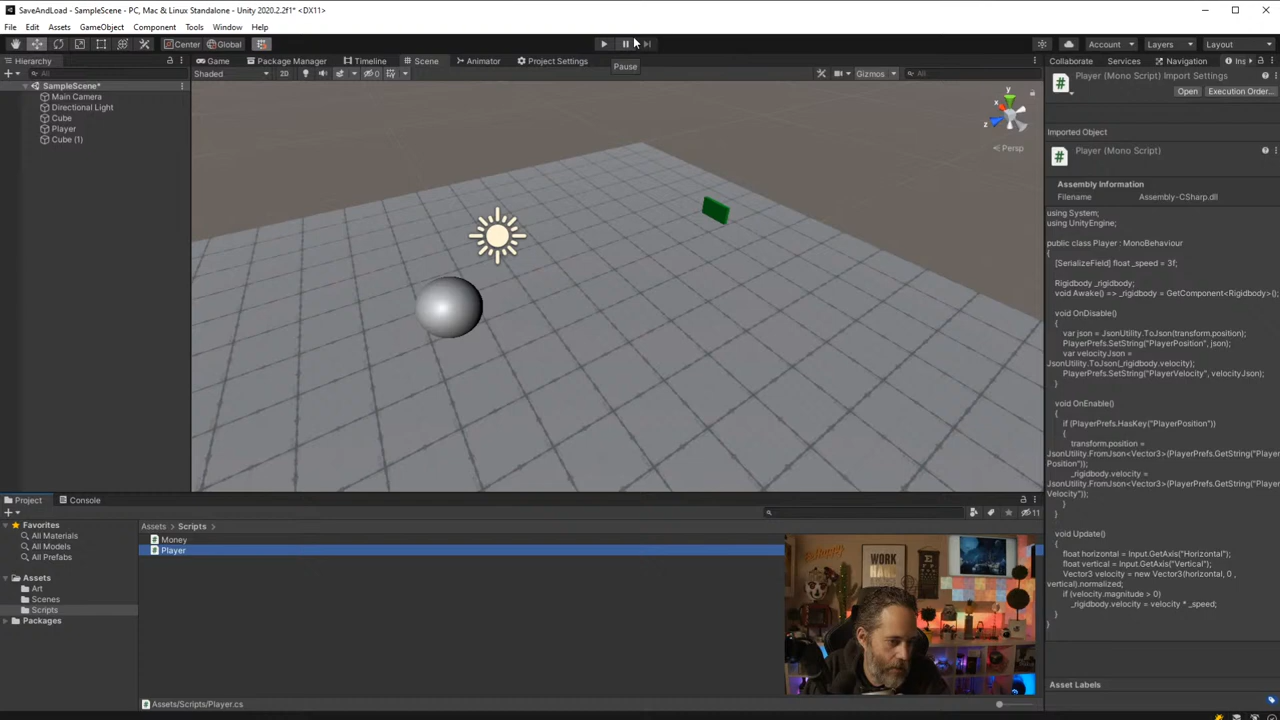 SaveAndLoad - SampleScene - PC, Mac & Linux Standalone - Unity 2020.2.2f1* <DX11>
File Edit Assets GameObject Component Tools Window Help
Center Global Account Layers Layout
Pause
Hierarchy
All
SampleScene*
Main Camera
Directional Light
Cube
Player
Cube (1)
Game Package Manager Timeline Scene Animator Project Settings
Shaded 2D 0 Gizmos All
y
x
z
Persp
Collaborate Services Ins Navigation
Player (Mono Script) Import Settings
Open Execution Order...
Imported Object
Player (Mono Script)
Assembly Information
Filename Assembly-CSharp.dll
using System;
using UnityEngine;
public class Player : MonoBehaviour
{
[SerializeField] float _speed = 3f;
Rigidbody _rigidbody;
void Awake() => _rigidbody = GetComponent<Rigidbody>();
void OnDisable()
{
var json = JsonUtility.ToJson(transform.position);
PlayerPrefs.SetString("PlayerPosition", json);
var velocityJson =
JsonUtility.ToJson(_rigidbody.velocity);
PlayerPrefs.SetString("PlayerVelocity", velocityJson);
}
void OnEnable()
{
if (PlayerPrefs.HasKey("PlayerPosition"))
{
transform.position =
JsonUtility.FromJson<Vector3>(PlayerPrefs.GetString("Player
Position"));
_rigidbody.velocity =
JsonUtility.FromJson<Vector3>(PlayerPrefs.GetString("Player
Velocity"));
}
}
void Update()
{
float horizontal = Input.GetAxis("Horizontal");
float vertical = Input.GetAxis("Vertical");
Vector3 velocity = new Vector3(horizontal, 0 ,
vertical).normalized;
if (velocity.magnitude > 0)
_rigidbody.velocity = velocity * _speed;
}
}
Asset Labels
Project Console
11
Favorites
All Materials
All Models
All Prefabs
Assets
Art
Scenes
Scripts
Packages
Assets > Scripts >
Money
Player
WORK
HARD
Assets/Scripts/Player.cs